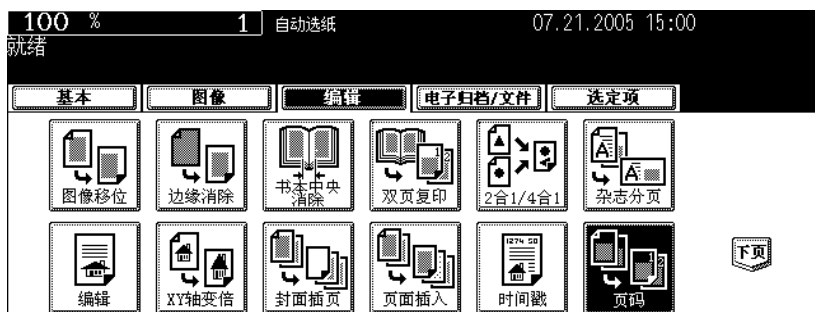 100 % 1 自动选纸 07.21.2005 15:00
就绪
基本 图像 编辑 电子归档/文件 选定项
图像移位 边缘消除 书本中央消除 双页复印 2合1/4合1 杂志分页
编辑 XY轴变倍 封面插页 页面插入 时间戳 页码 下页